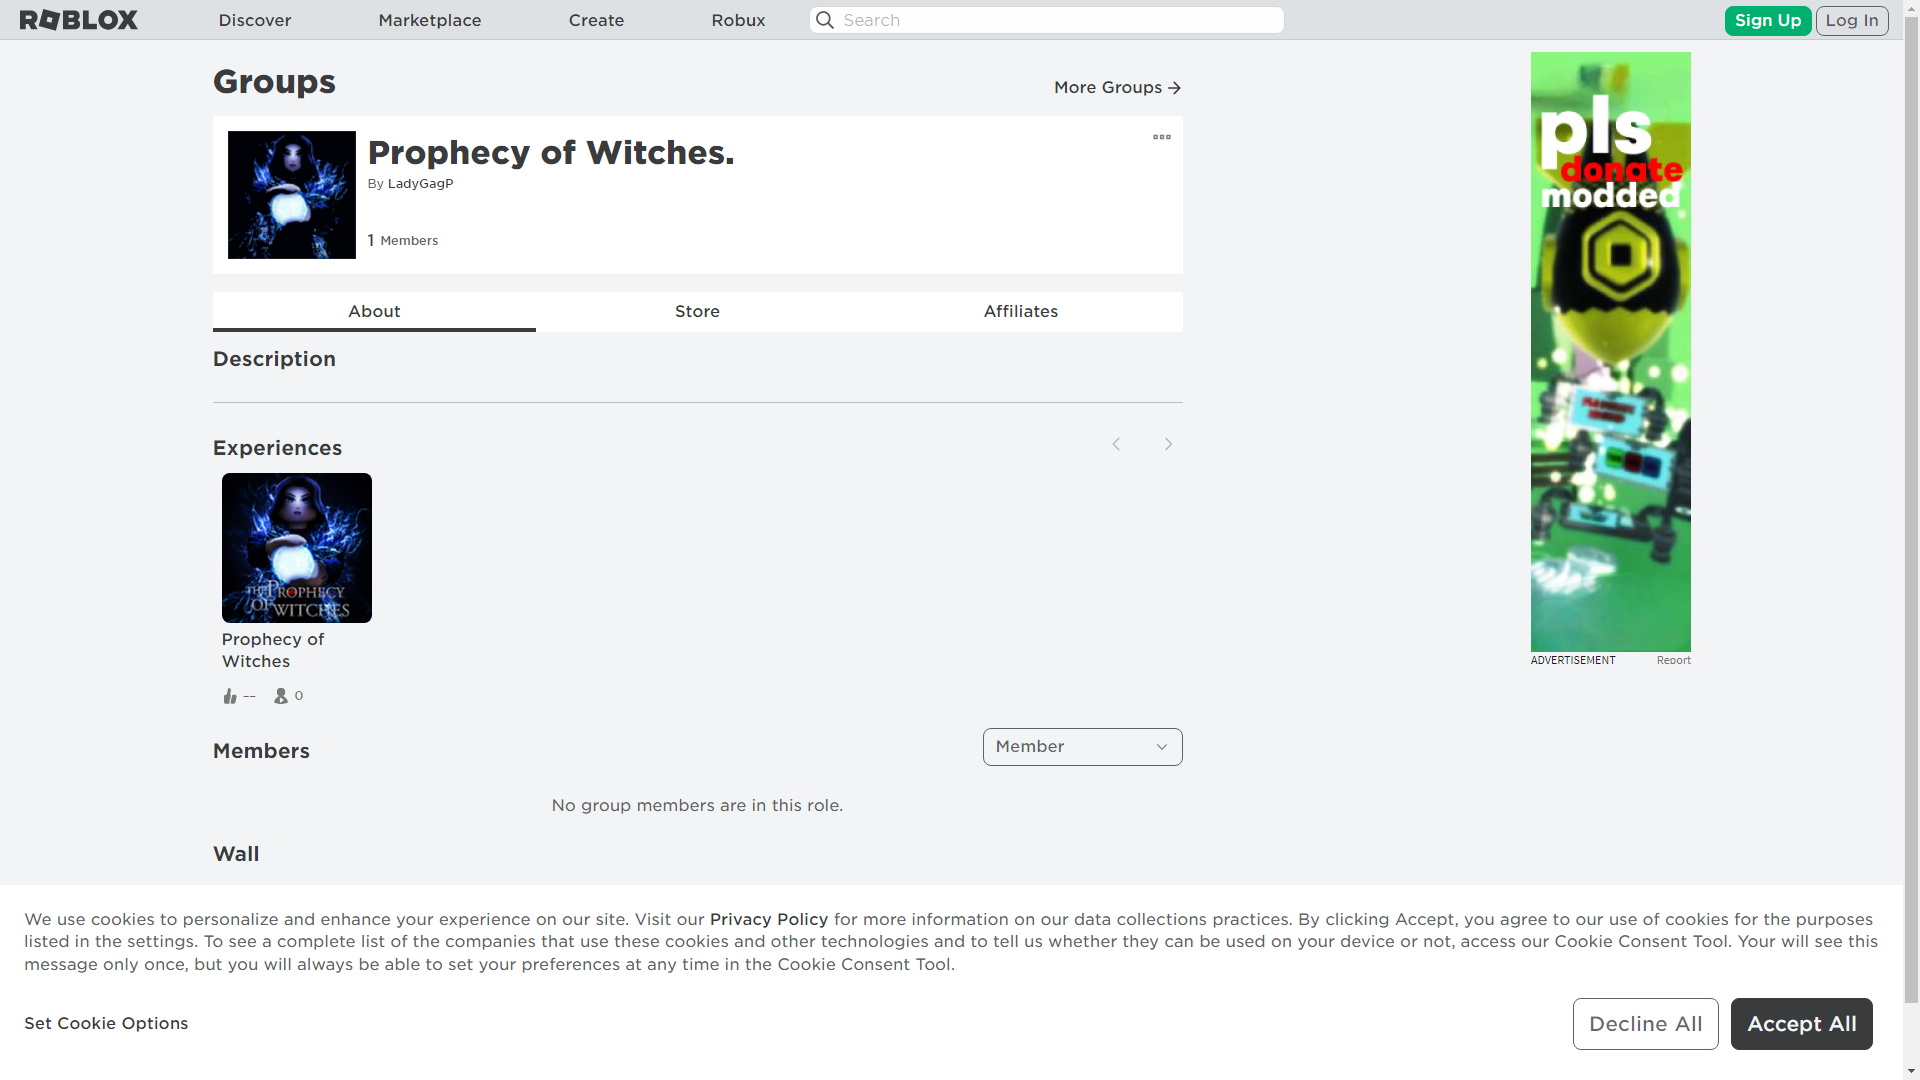 ROBLOX
Discover
Marketplace
Create
Robux
Search
Sign Up
Log In
Groups
More Groups
Prophecy of Witches.
By LadyGagP
1 Members
About
Store
Affiliates
Description
Experiences
THE PROPHECY
OF WITCHES
Prophecy of
Witches
--
0
Members
Member
No group members are in this role.
Wall
pls
donate
modded
ADVERTISEMENT
Report
We use cookies to personalize and enhance your experience on our site. Visit our Privacy Policy for more information on our data collections practices. By clicking Accept, you agree to our use of cookies for the purposes
listed in the settings. To see a complete list of the companies that use these cookies and other technologies and to tell us whether they can be used on your device or not, access our Cookie Consent Tool. Your will see this
message only once, but you will always be able to set your preferences at any time in the Cookie Consent Tool.
Set Cookie Options
Decline All
Accept All